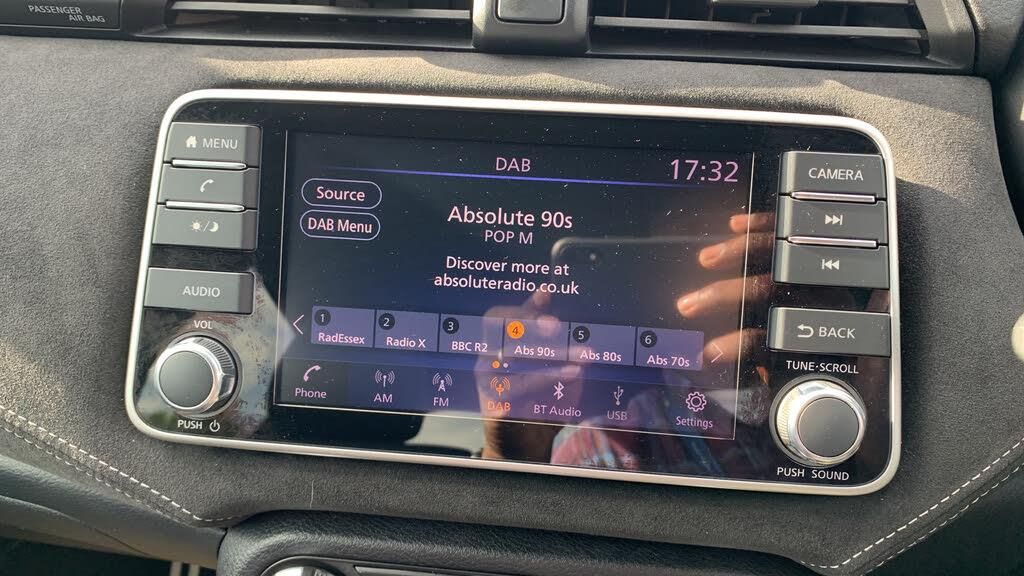 PASSENGER
AIR BAG
MENU
AUDIO
VOL
PUSH
DAB
17:32
Source
DAB Menu
Absolute 90s
POP M
Discover more at
absoluteradio.co.uk
1 2 3 4 5 6
RadEssex Radio X BBC R2 Abs 90s Abs 80s Abs 70s
Phone AM FM DAB BT Audio USB Settings
CAMERA
BACK
TUNE·SCROLL
PUSH SOUND